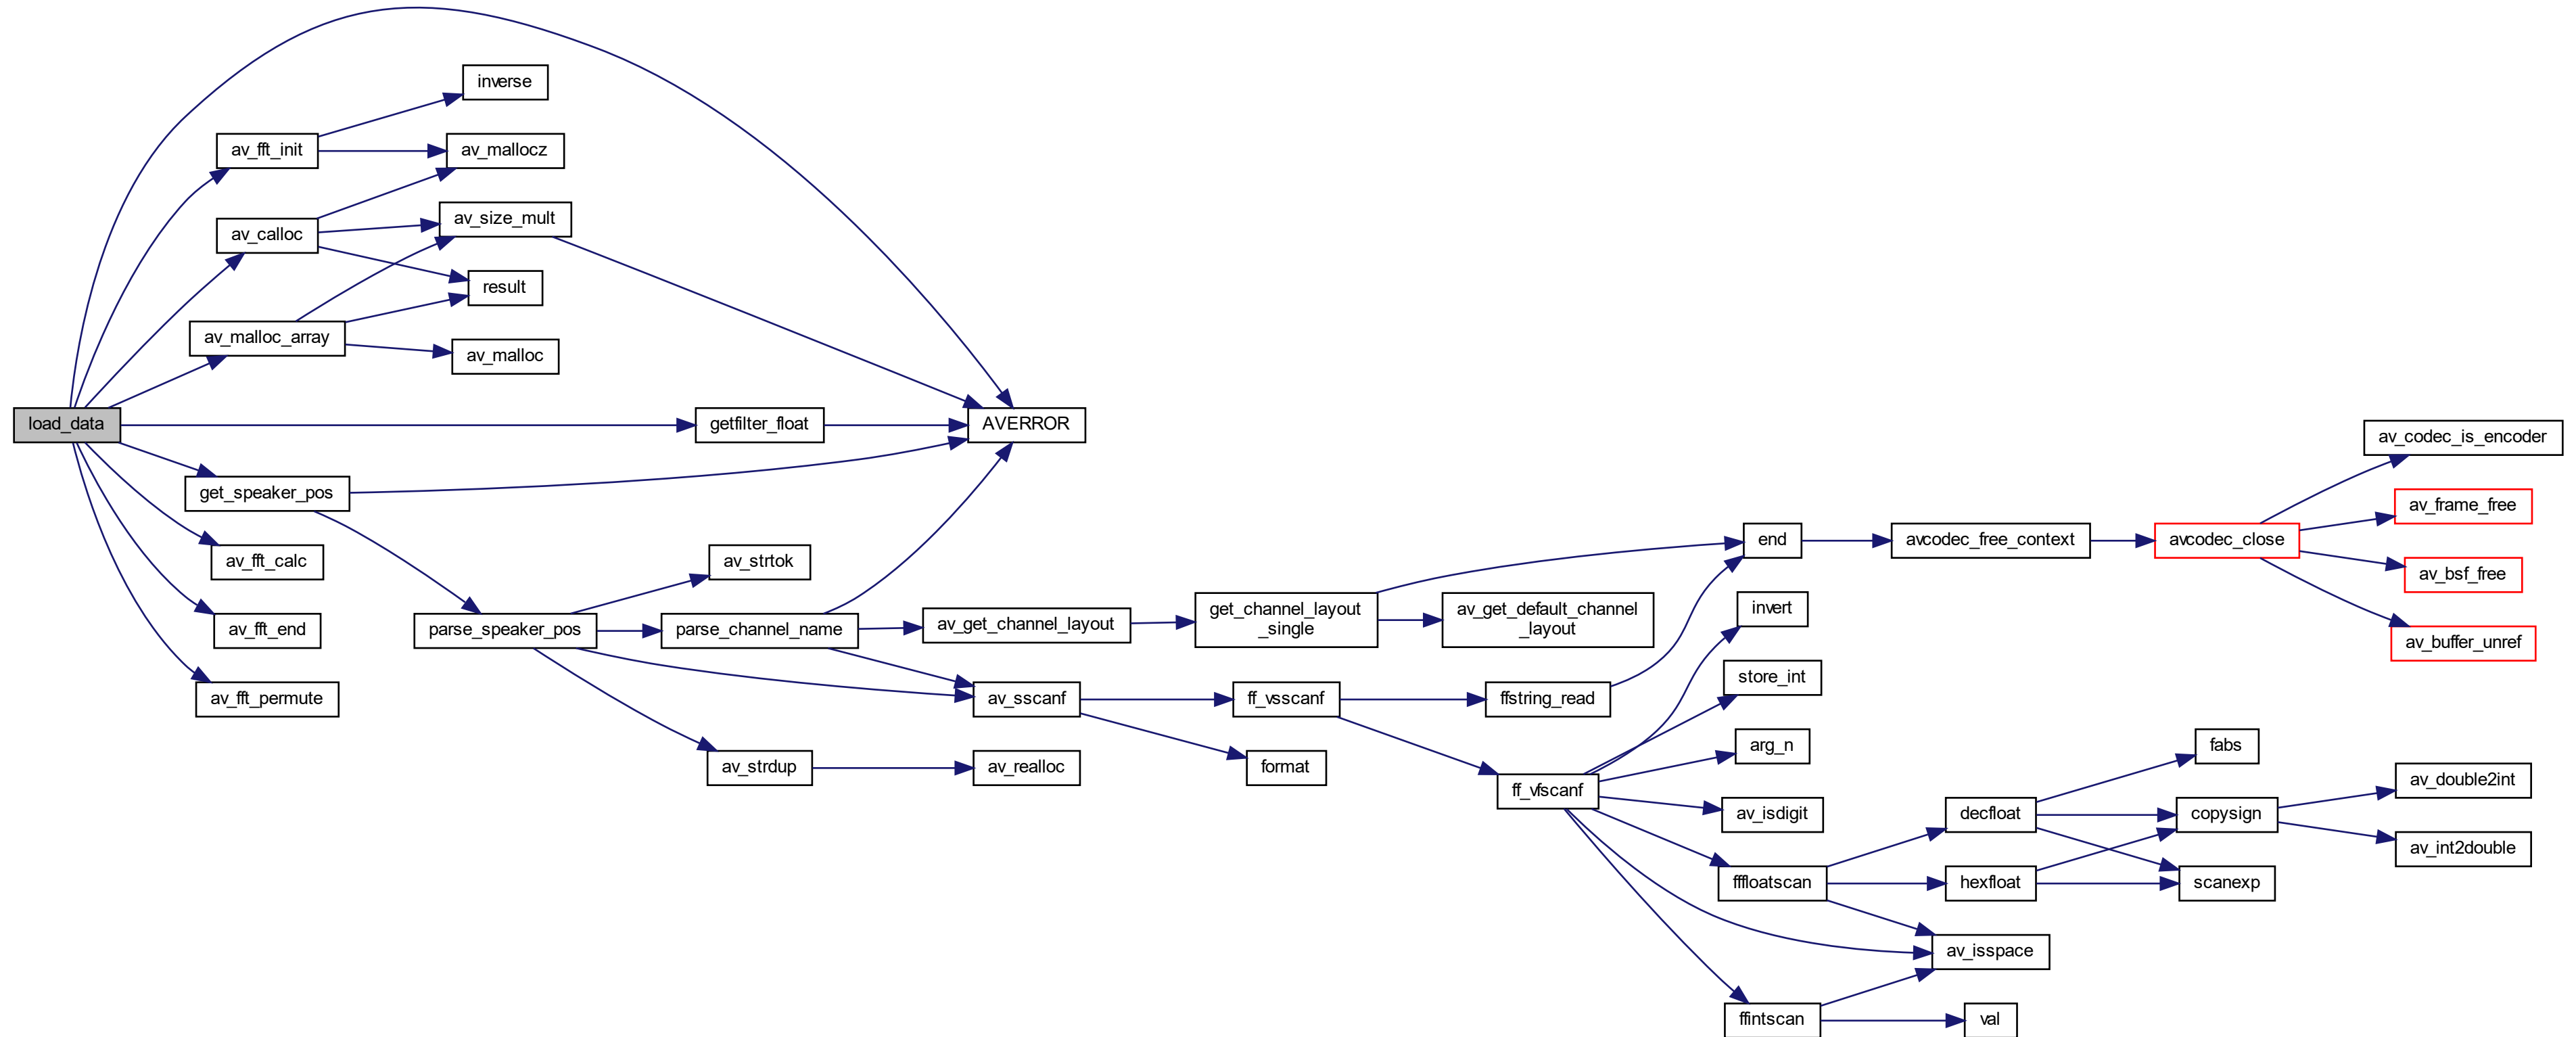 inverse
av_fft_init
av_mallocz
av_size_mult
av_calloc
result
av_malloc_array
av_malloc
load_data
getfilter_float
AVERROR
av_codec_is_encoder
get_speaker_pos
av_frame_free
end
avcodec_free_context
avcodec_close
av_fft_calc
av_strtok
av_bsf_free
av_fft_end
parse_speaker_pos
parse_channel_name
av_get_channel_layout
get_channel_layout
_single
av_get_default_channel
_layout
invert
av_buffer_unref
av_fft_permute
av_sscanf
ff_vsscanf
ffstring_read
store_int
av_strdup
av_realloc
format
arg_n
fabs
ff_vfscanf
av_isdigit
decfloat
copysign
av_double2int
av_int2double
fffloatscan
hexfloat
scanexp
av_isspace
ffintscan
val